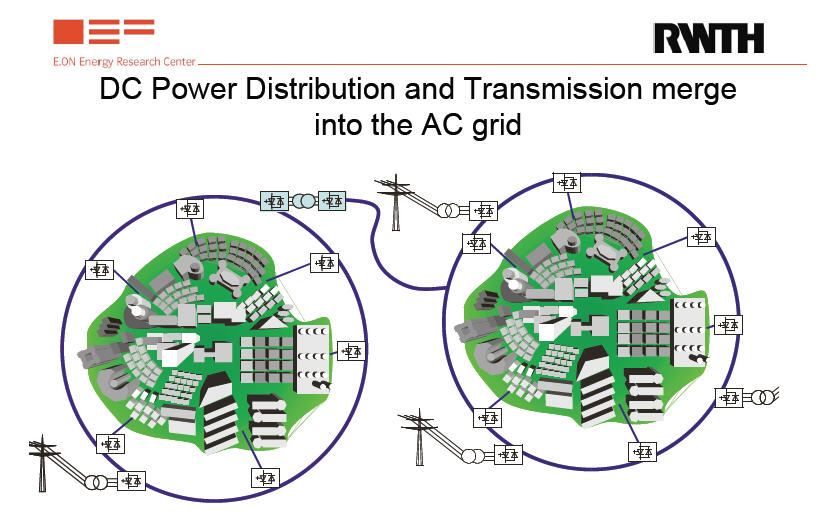 E.ON Energy Research Center
RWTH
DC Power Distribution and Transmission merge
into the AC grid